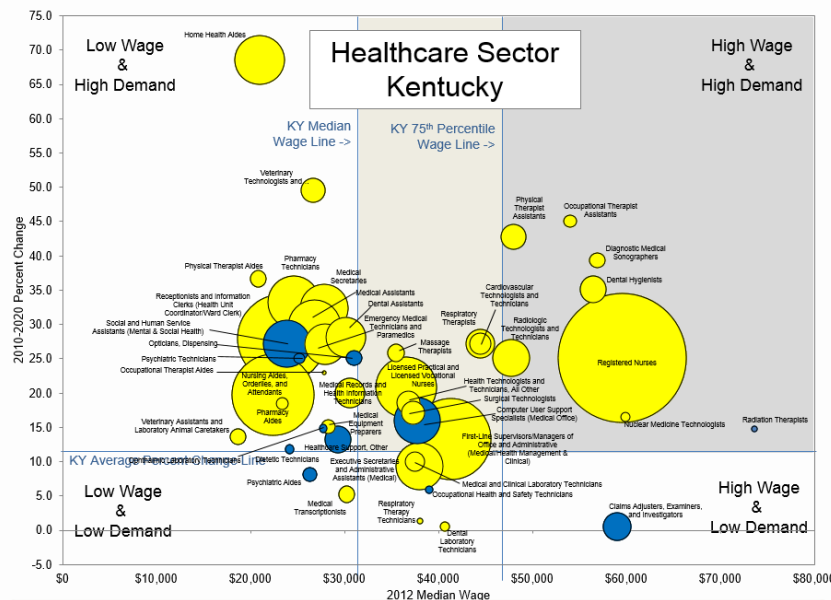 75.0
70.0
65.0
60.0
55.0
50.0
45.0
40.0
35.0
30.0
25.0
20.0
15.0
10.0
5.0
0.0
-5.0
2010-2020 Percent Change
Low Wage
&
High Demand
Home Health Aides
Healthcare Sector
Kentucky
High Wage
&
High Demand
KY Median
Wage Line ->
KY 75th Percentile
Wage Line ->
Veterinary
Technologists and...
Physical
Therapist
Assistants
Occupational Therapist
Assistants
Diagnostic Medical
Sonographers
Dental Hygienists
Physical Therapist Aides
Pharmacy
Technicians
Medical
Secretaries
Medical Assistants
Dental Assistants
Cardiovascular
Technologists and
Technicians
Receptionists and Information
Clerks (Health Unit
Coordinator/Ward Clerk)
Emergency Medical
Technicians and
Paramedics
Respiratory
Therapists
Radiologic
Technologists and
Technicians
Social and Human Service
Assistants (Mental & Social Health)
Opticians, Dispensing
Massage
Therapists
Psychiatric Technicians
Occupational Therapist Aides
Registered Nurses
Licensed Practical and
Licensed Vocational
Nurses
Nursing Aides,
Orderlies, and
Attendants
Medical Records and
Health Information
Technicians
Health Technologists and
Technicians, All Other
Surgical Technologists
Computer User Support
Specialists (Medical Office)
Pharmacy
Aides
Medical
Equipment
Preparers
Nuclear Medicine Technologists
Radiation Therapists
Veterinary Assistants and
Laboratory Animal Caretakers
First-Line Supervisors/Managers of
Office and Administrative
(Medical/Health Management &
Clinical)
Healthcare Support, Other
KY Average Percent Change Line
Dietetic Technicians
Executive Secretaries
and Administrative
Assistants (Medical)
Medical and Clinical Laboratory Technicians
Occupational Health and Safety Technicians
Psychiatric Aides
Low Wage
&
Low Demand
Medical
Transcriptionists
Respiratory
Therapy
Technicians
Dental
Laboratory
Technicians
Claims Adjusters, Examiners,
and Investigators
High Wage
&
Low Demand
$0
$10,000
$20,000
$30,000
$40,000
$50,000
$60,000
$70,000
$80,000
2012 Median Wage